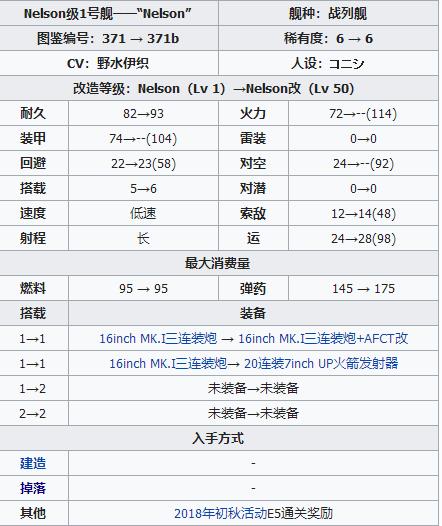 Nelson级1号舰——“Nelson” 舰种：战列舰
图鉴编号：371 → 371b 稀有度：6 → 6
CV：野水伊织 人设：コニシ
改造等级：Nelson（Lv 1）→Nelson改（Lv 50）
耐久 82→93 火力 72→--(114)
装甲 74→--(104) 雷装 0→0
回避 22→23(58) 对空 24→--(92)
搭载 5→6 对潜 0→0
速度 低速 索敌 12→14(48)
射程 长 运 24→28(98)
最大消费量
燃料 95 → 95 弹药 145 → 175
搭载 装备
1→1 16inch MK.I三连装炮 → 16inch MK.I三连装炮+AFCT改
1→1 16inch MK.I三连装炮→ 20连装7inch UP火箭发射器
1→2 未装备→未装备
2→2 未装备→未装备
入手方式
建造 -
掉落 -
其他 2018年初秋活动E5通关奖励